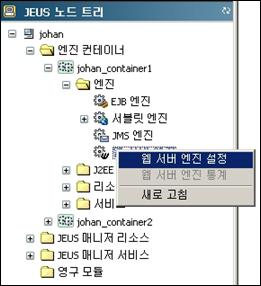 JEUS 노드 트리
johan
엔진 컨테이너
johan_container1
엔진
EJB 엔진
서블릿 엔진
JMS 엔진
웹 서버 엔진 설정
J2EE
웹 서버 엔진 통계
리소
새로 고침
서비
johan_container2
JEUS 매니저 리소스
JEUS 매니저 서비스
영구 모듈